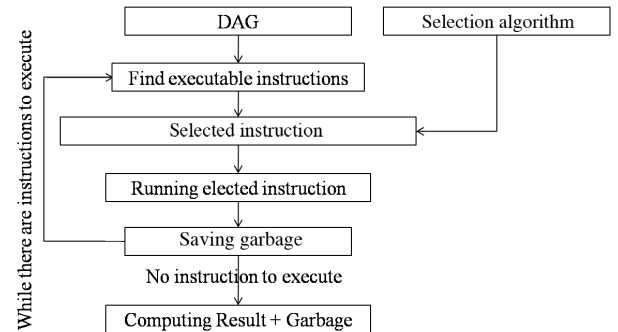 DAG
Selection algorithm
Find executable instructions
Selected instruction
Running elected instruction
Saving garbage
No instruction to execute
Computing Result + Garbage
While there are instructions to execute